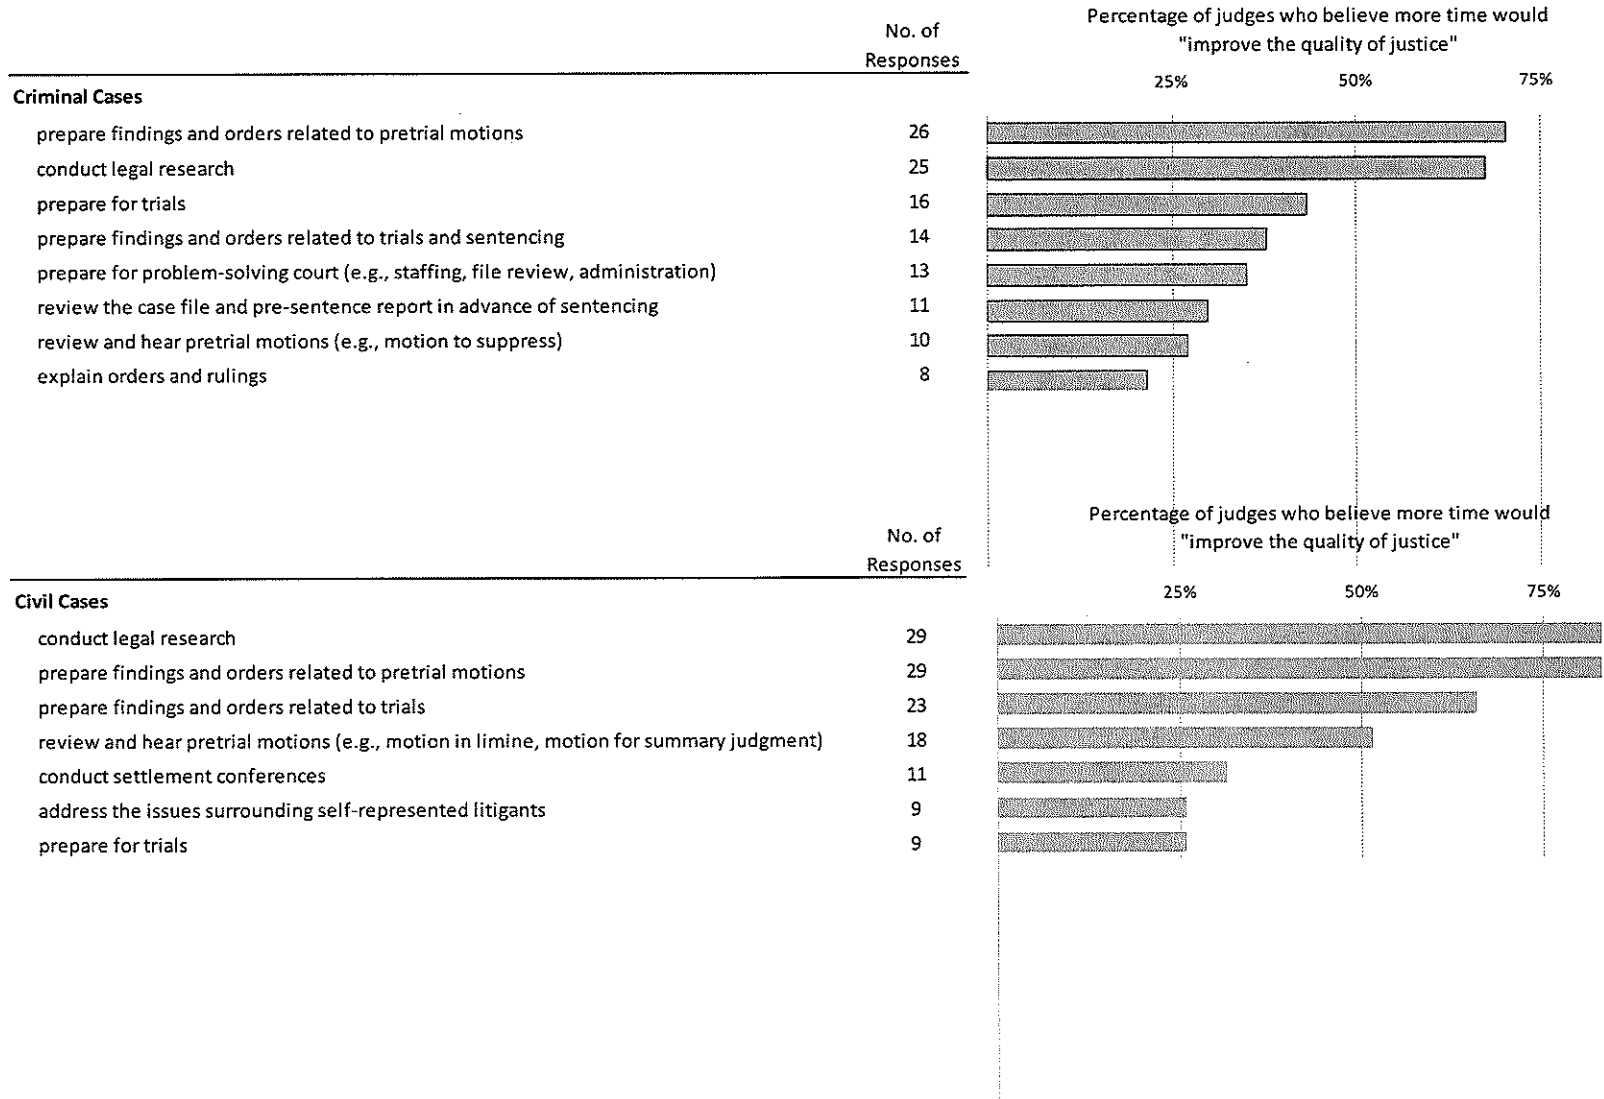 No. of
Responses
Percentage of judges who believe more time would
"improve the quality of justice"
25% 50% 75%
Criminal Cases
prepare findings and orders related to pretrial motions 26
conduct legal research 25
prepare for trials 16
prepare findings and orders related to trials and sentencing 14
prepare for problem-solving court (e.g., staffing, file review, administration) 13
review the case file and pre-sentence report in advance of sentencing 11
review and hear pretrial motions (e.g., motion to suppress) 10
explain orders and rulings 8
No. of
Responses
Percentage of judges who believe more time would
"improve the quality of justice"
25% 50% 75%
Civil Cases
conduct legal research 29
prepare findings and orders related to pretrial motions 29
prepare findings and orders related to trials 23
review and hear pretrial motions (e.g., motion in limine, motion for summary judgment) 18
conduct settlement conferences 11
address the issues surrounding self-represented litigants 9
prepare for trials 9